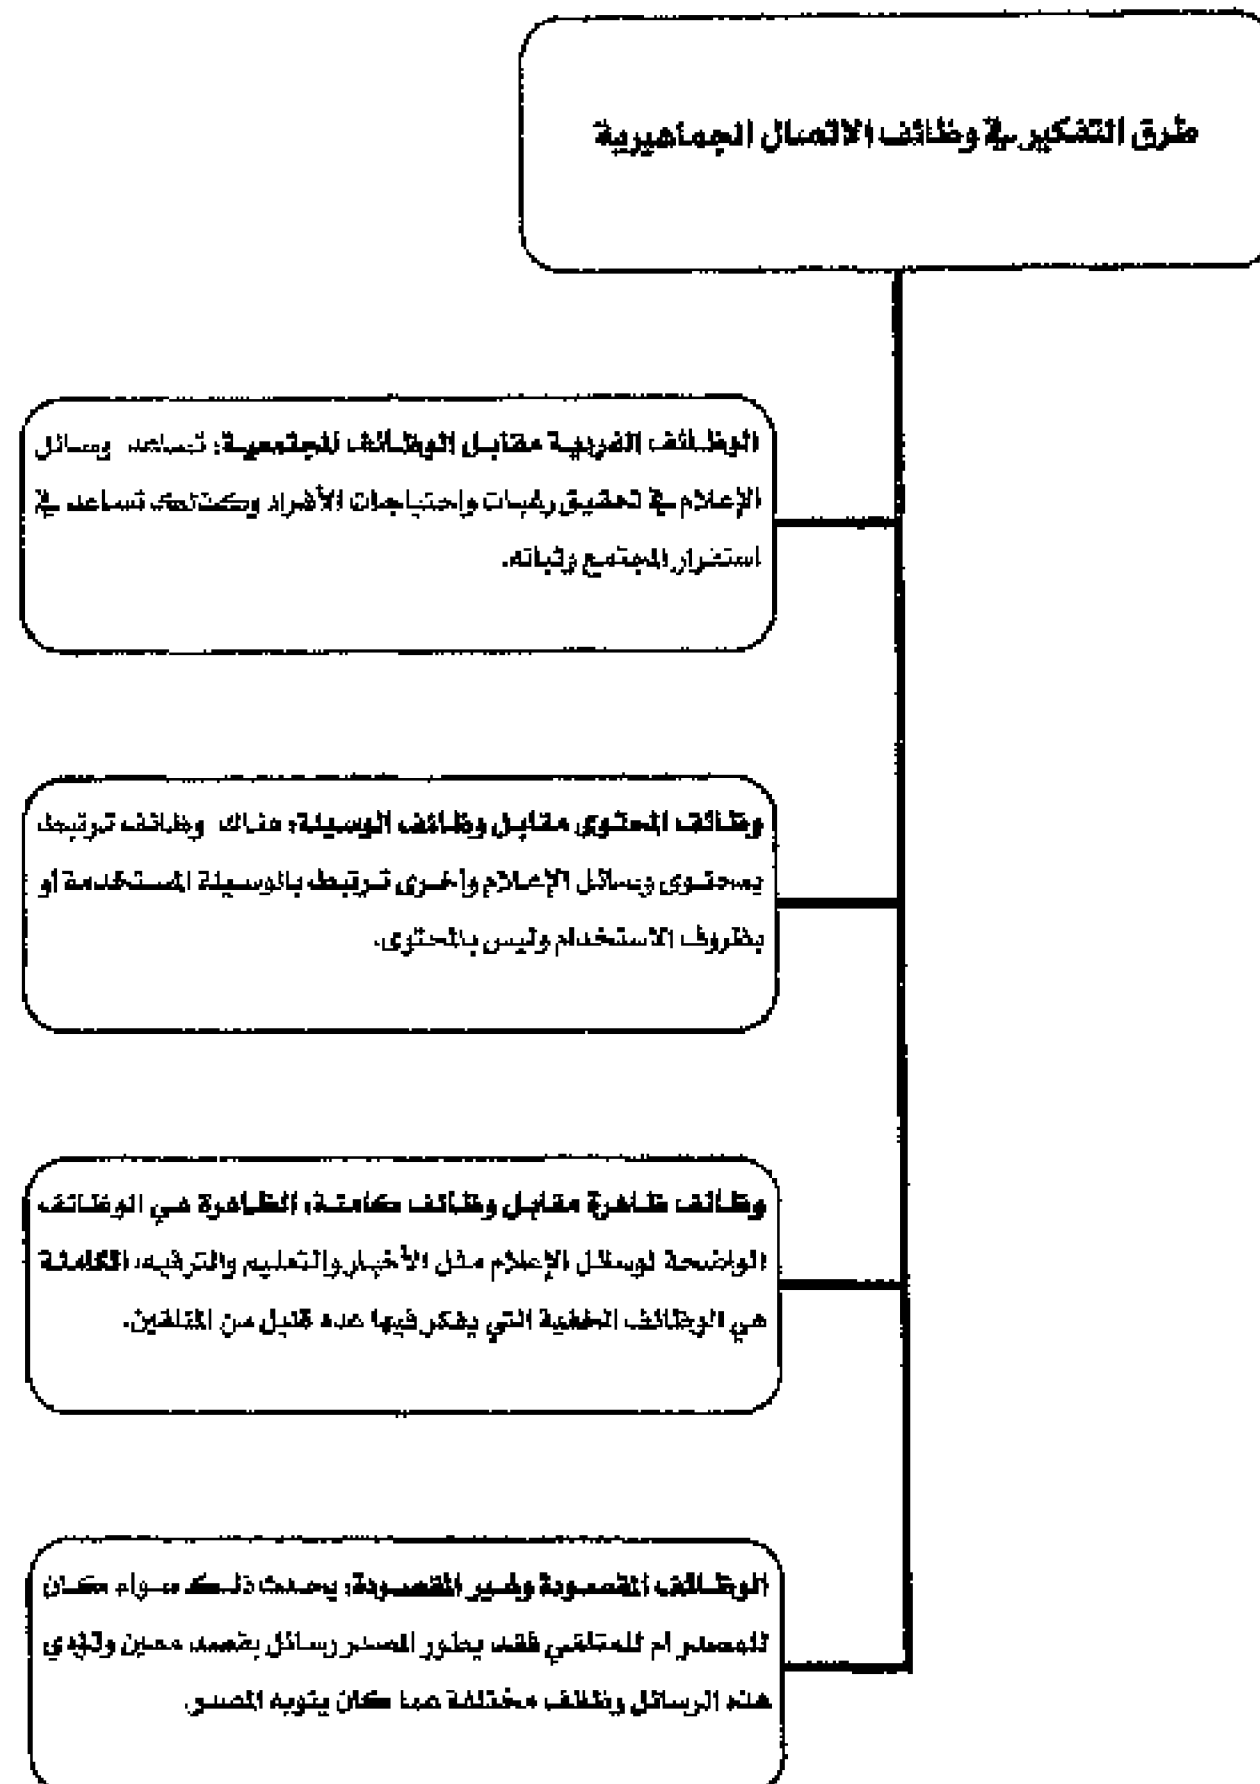 طرق التفكير في وظائف الاتصال الجماهيرية
الوظائف الفردية مقابل الوظائف المجتمعية: تساعد وسائل
الإعلام في تحقيق رغبات واحتياجات الأفراد وكذلك تساعد في
استقرار المجتمع وثباته.
وظائف المحتوى مقابل وظائف الوسيلة: هناك وظائف ترتبط
بمحتوى وسائل الإعلام وأخرى ترتبط بالوسيلة المستخدمة أو
بظروف الاستخدام وليس بالمحتوى.
وظائف ظاهرة مقابل وظائف كامنة: الظاهرة هي الوظائف
الواضحة لوسائل الإعلام مثل الأخبار والتعليم والترفيه، الكامنة
هي الوظائف الخفية التي يفكر فيها عدد قليل من المتلقين.
الوظائف المقصودة وغير المقصودة: يحدث ذلك سواء كان
للمصدر ام للمتلقي فقد يطور المصدر رسائل بقصد معين وتؤدي
هذه الرسائل وظائف مختلفة عما كان ينويه المصدر.